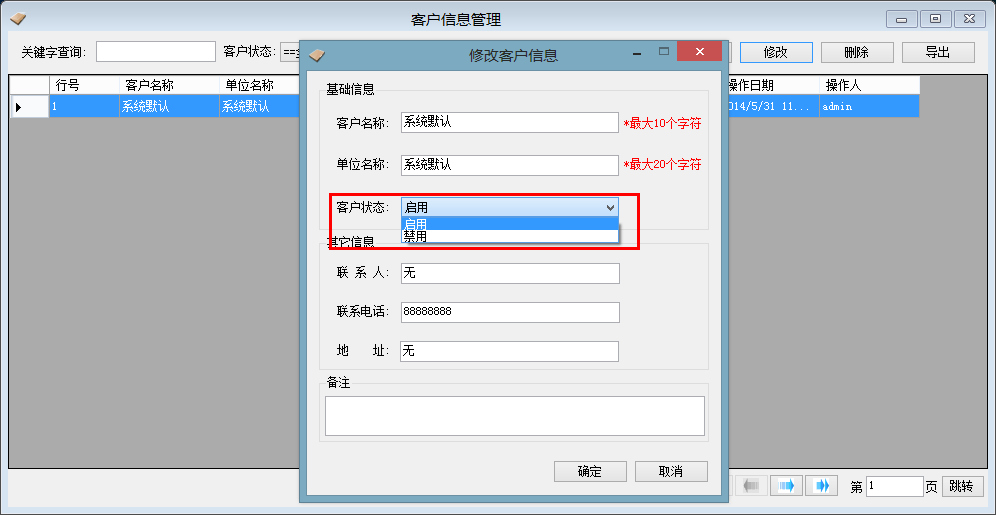 客户信息管理
关键字查询:
客户状态:
修改
删除
导出
行号
客户名称
单位名称
操作日期
操作人
1
系统默认
系统默认
2014/5/31 11...
admin
修改客户信息
基础信息
客户名称:
系统默认
*最大10个字符
单位名称:
系统默认
*最大20个字符
客户状态:
启用
启用
禁用
其它信息
联 系 人:
无
联系电话:
88888888
地 址:
无
备注
确定
取消
第
1
页
跳转